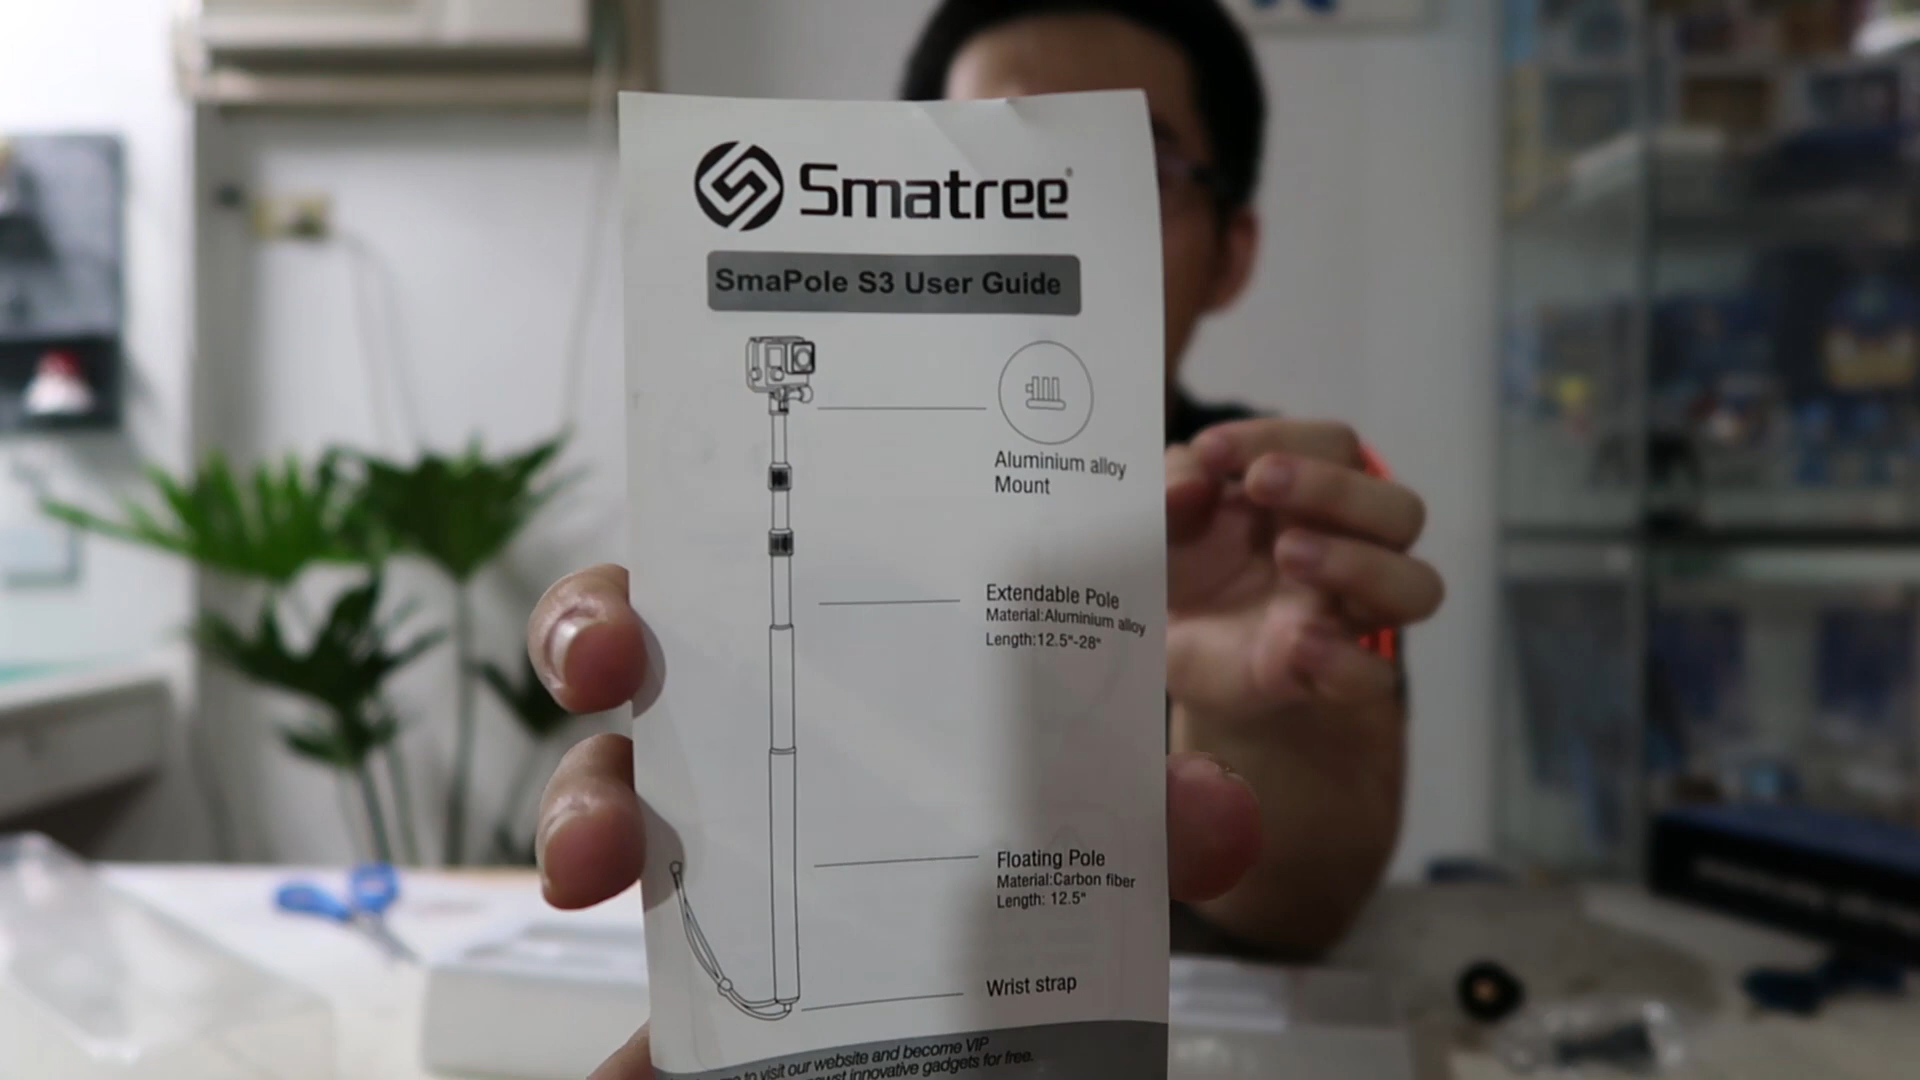 Smatree®
SmaPole S3 User Guide
Aluminium alloy
Mount
Extendable Pole
Material:Aluminium alloy
Length:12.5"-28"
Floating Pole
Material:Carbon fiber
Length: 12.5"
Wrist strap
to visit our website and become VIP
innovative gadgets for free.